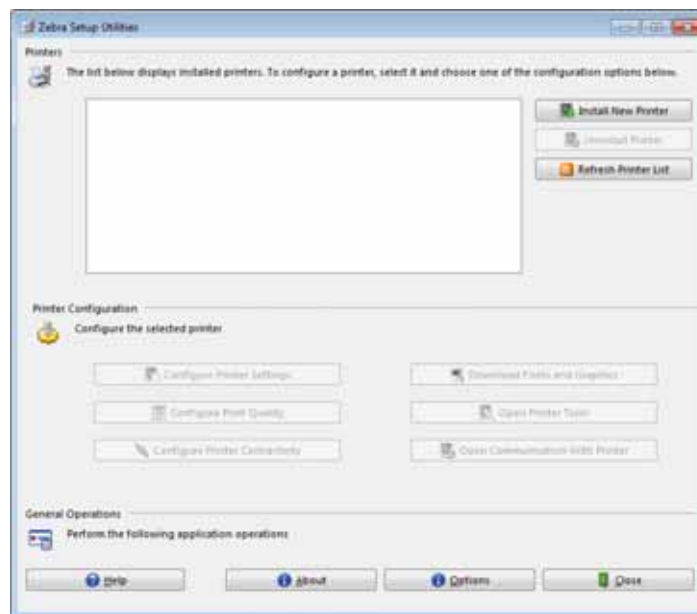 Zebra Setup Utilities
Printers
The list below displays installed printers. To configure a printer, select it and choose one of the configuration options below.
Install New Printer
Uninstall Printer
Refresh Printer List
Printer Configuration
Configure the selected printer
Configure Printer Settings
Download Fonts and Graphics
Configure Print Quality
Open Printer Tools
Configure Printer Connectivity
Open Communication With Printer
General Operations
Perform the following application operations
Help
About
Options
Close